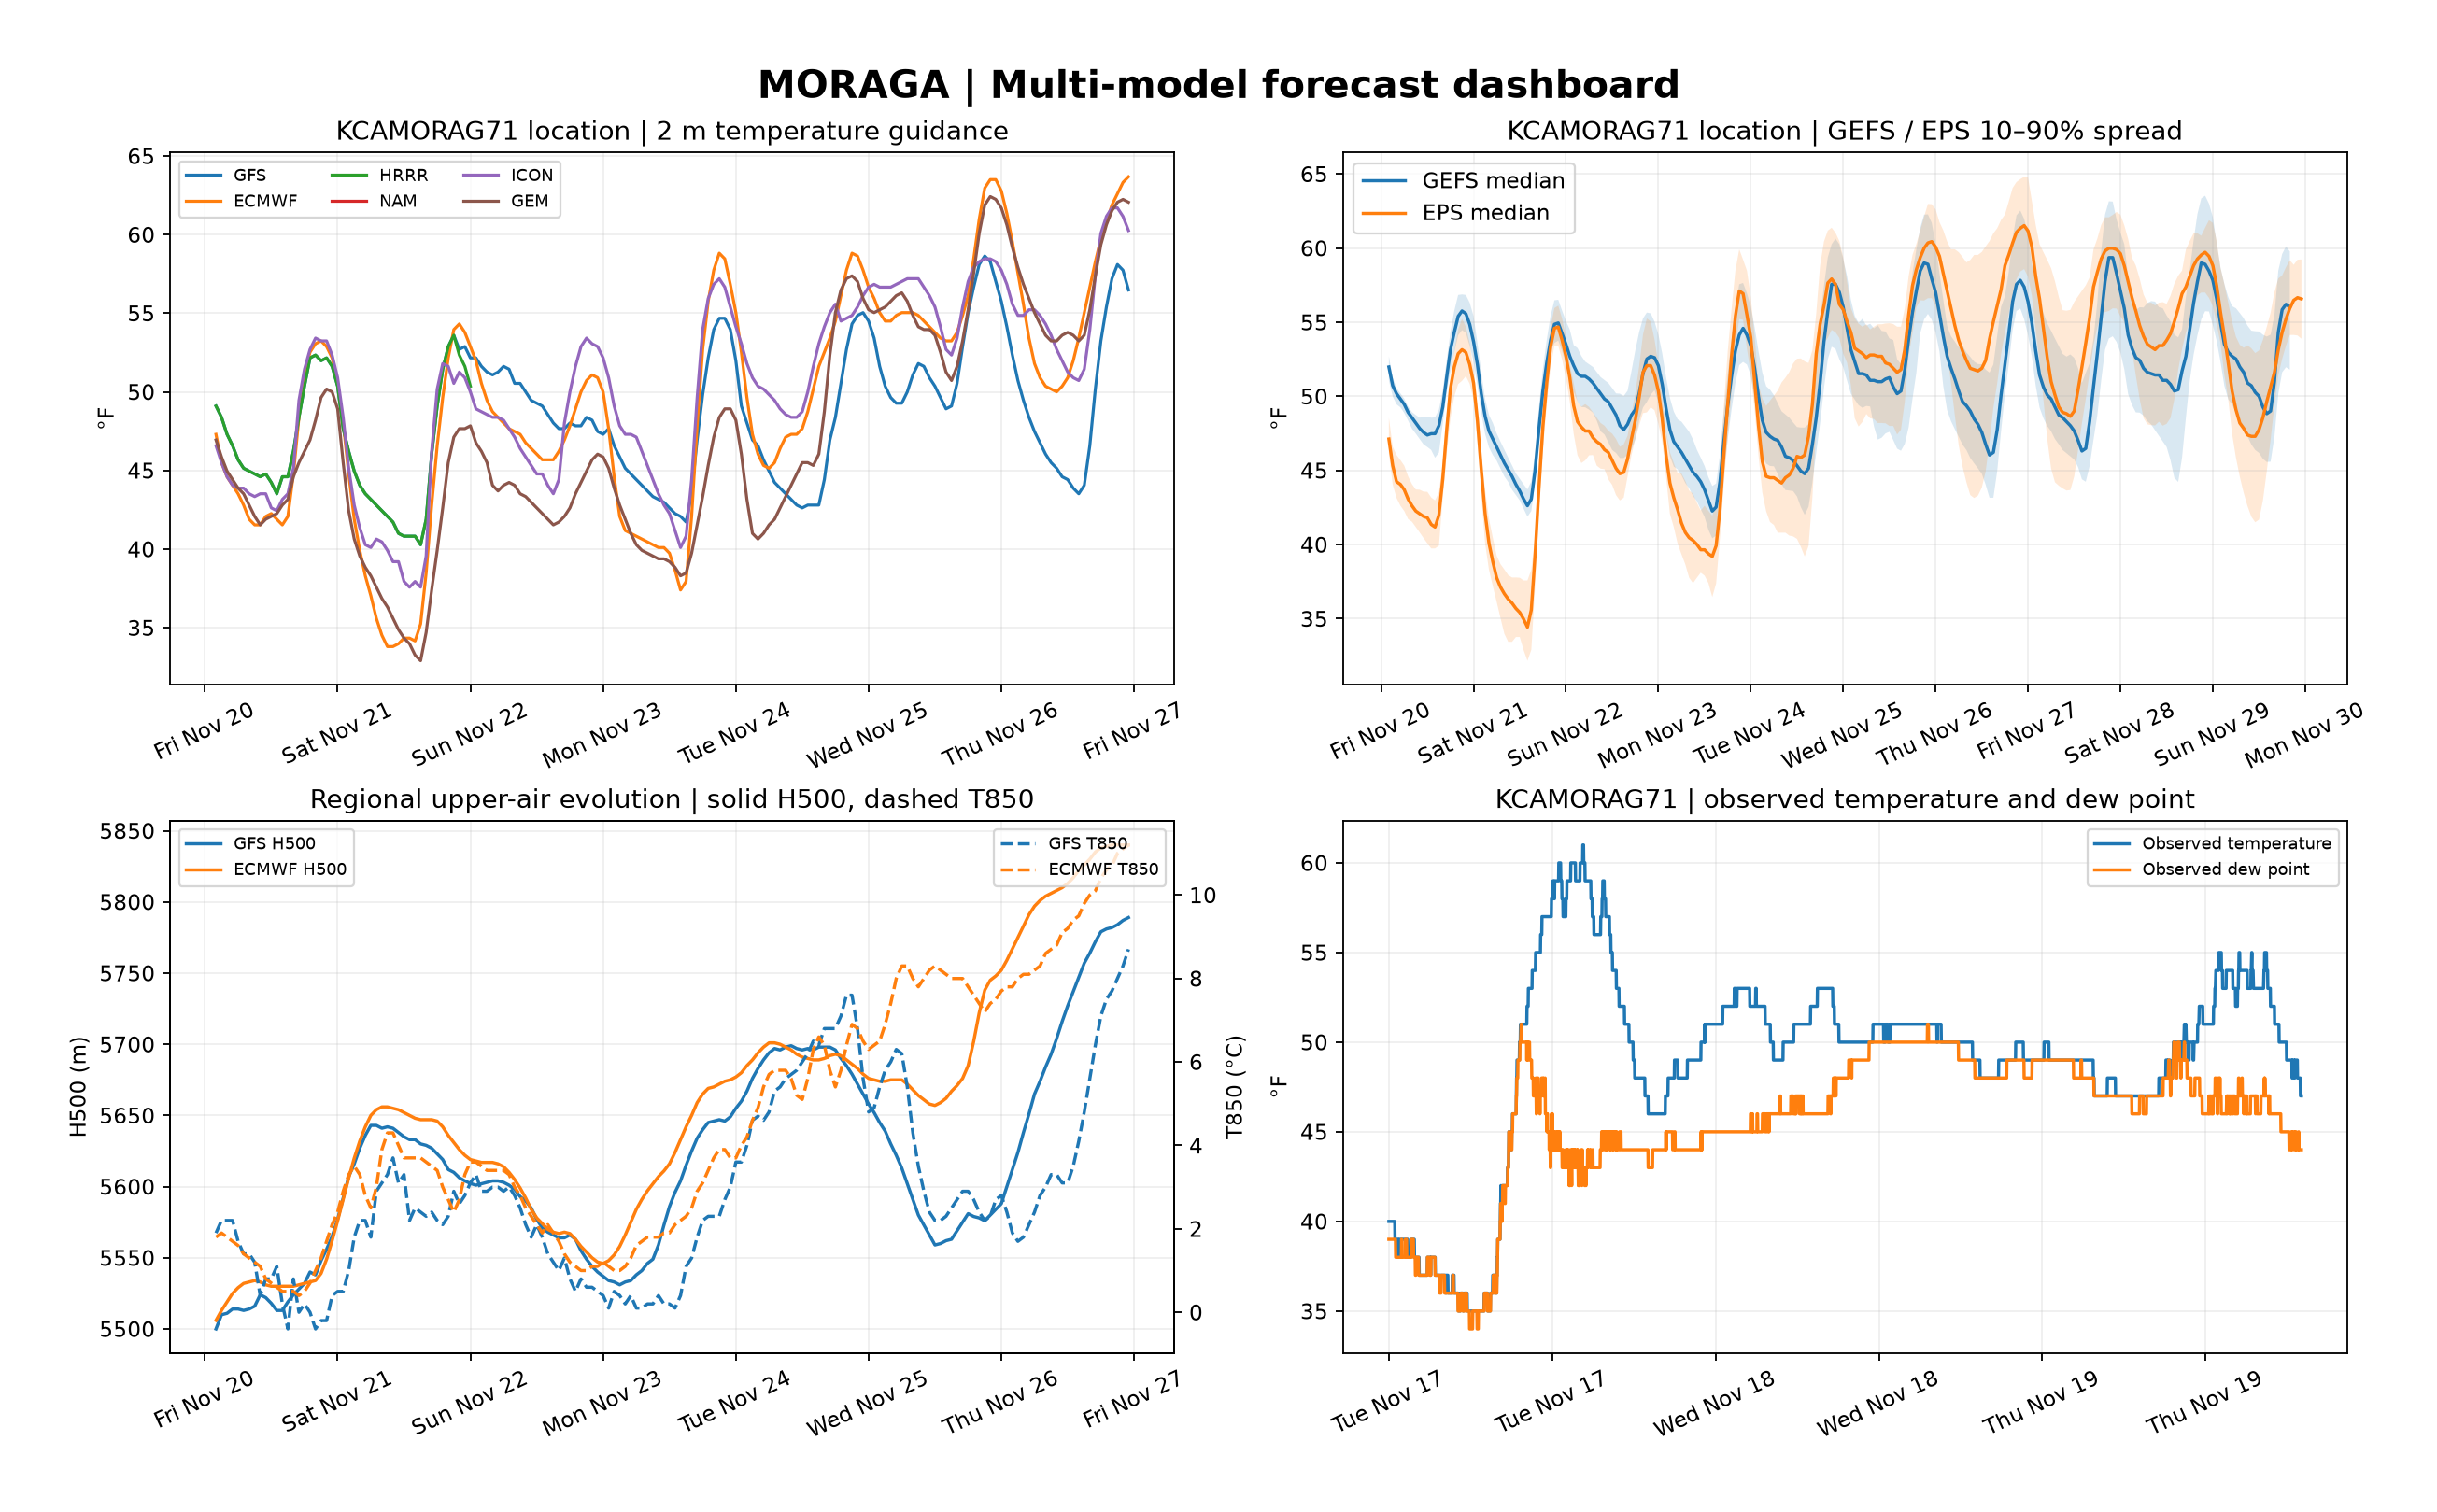 MORAGA | Multi-model forecast dashboard
KCAMORAG71 location | 2 m temperature guidance
GFS HRRR ICON
ECMWF NAM GEM
65
60
55
50
45
40
35
°F
Fri Nov 20 Sat Nov 21 Sun Nov 22 Mon Nov 23 Tue Nov 24 Wed Nov 25 Thu Nov 26 Fri Nov 27
KCAMORAG71 location | GEFS / EPS 10–90% spread
GEFS median
EPS median
65
60
55
50
45
40
35
°F
Fri Nov 20 Sat Nov 21 Sun Nov 22 Mon Nov 23 Tue Nov 24 Wed Nov 25 Thu Nov 26 Fri Nov 27 Sat Nov 28 Sun Nov 29 Mon Nov 30
Regional upper-air evolution | solid H500, dashed T850
GFS H500
ECMWF H500
GFS T850
ECMWF T850
5850
5800
5750
5700
5650
5600
5550
5500
H500 (m)
10
8
6
4
2
0
T850 (°C)
Fri Nov 20 Sat Nov 21 Sun Nov 22 Mon Nov 23 Tue Nov 24 Wed Nov 25 Thu Nov 26 Fri Nov 27
KCAMORAG71 | observed temperature and dew point
Observed temperature
Observed dew point
60
55
50
45
40
35
°F
Tue Nov 17 Tue Nov 17 Wed Nov 18 Wed Nov 18 Thu Nov 19 Thu Nov 19